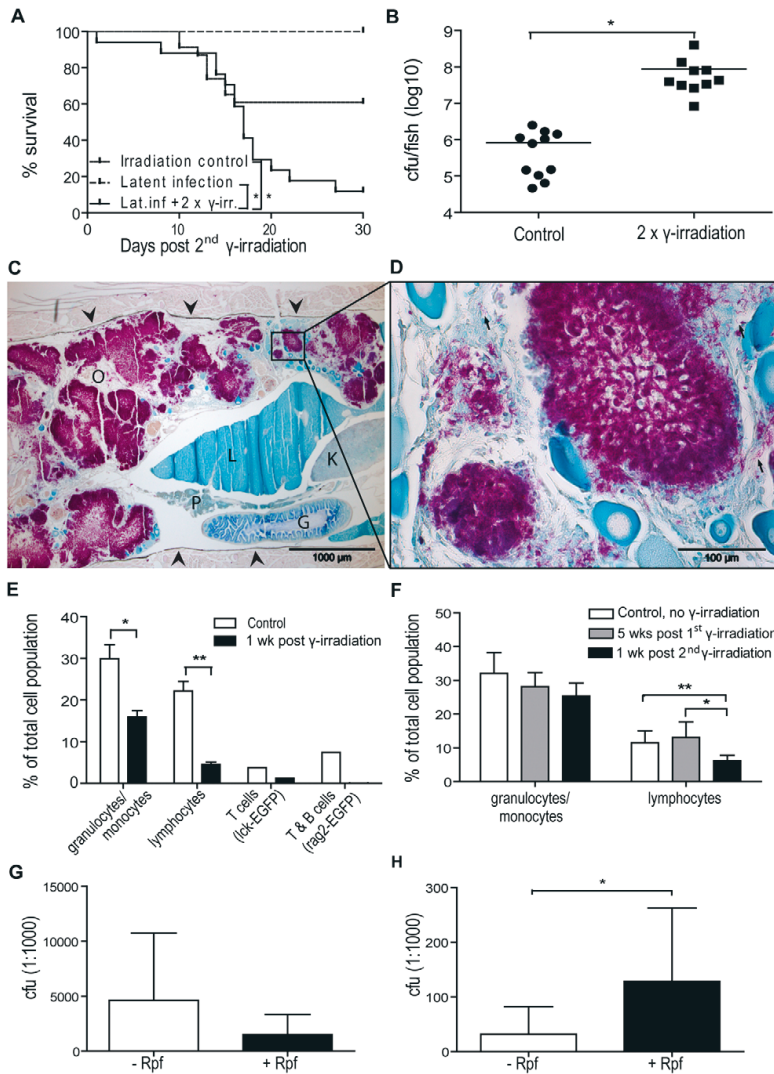 A
% survival
100
80
60
40
20
0
0
10
20
30
Irradiation control
Latent infection
Lat.inf + 2 x γ-irr.
*
*
Days post 2nd γ-irradiation
B
cfu/fish (log10)
9
8
7
6
5
4
*
Control
2 x γ-irradiation
C
O
L
K
P
G
1000 µm
D
100 µm
E
% of total cell population
50
40
30
20
10
0
Control
1 wk post γ-irradiation
*
**
granulocytes/
monocytes
lymphocytes
T cells
(lck-EGFP)
T & B cells
(rag2-EGFP)
F
% of total cell population
50
40
30
20
10
0
Control, no γ-irradiation
5 wks post 1st γ-irradiation
1 wk post 2nd γ-irradiation
**
*
granulocytes/
monocytes
lymphocytes
G
cfu (1:1000)
15000
10000
5000
0
- Rpf
+ Rpf
H
cfu (1:1000)
300
200
100
0
*
- Rpf
+ Rpf